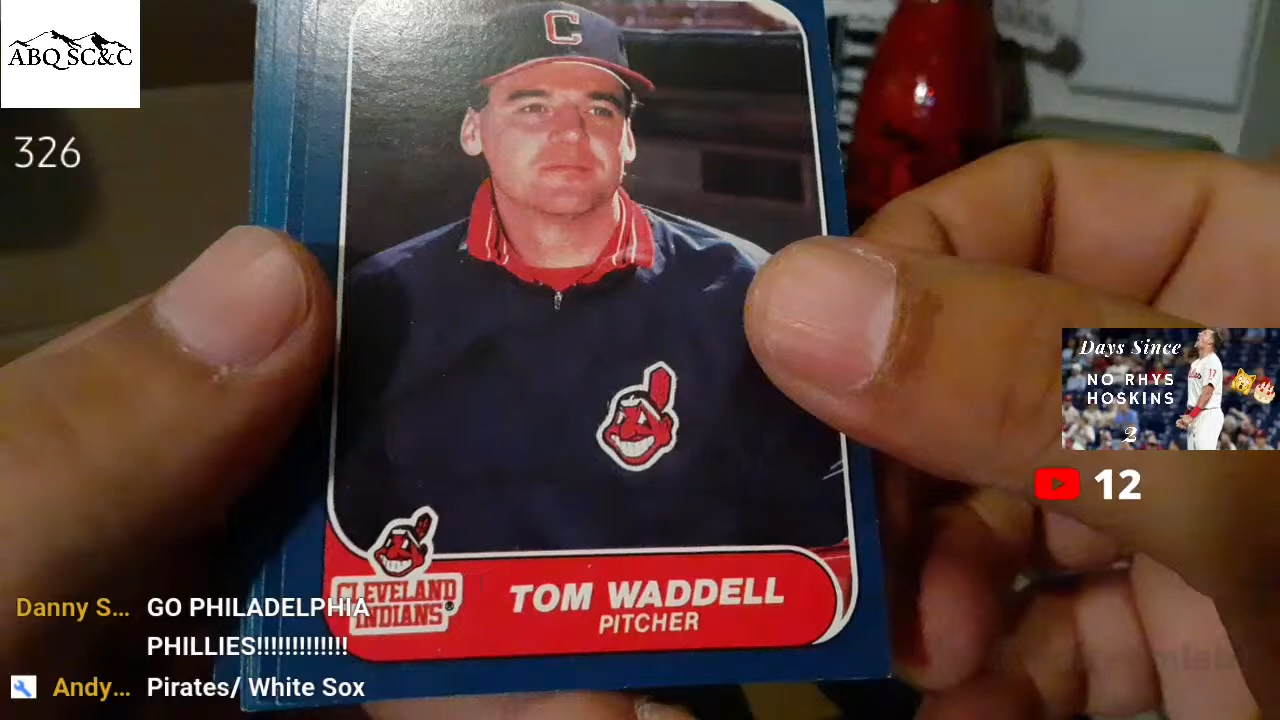 ABQ SC&C
326
C
Days Since
NO RHYS
HOSKINS
2
12
CLEVELAND
INDIANS®
TOM WADDELL
PITCHER
Danny S... GO PHILADELPHIA
PHILLIES!!!!!!!!!!!!!
Andy... Pirates/ White Sox